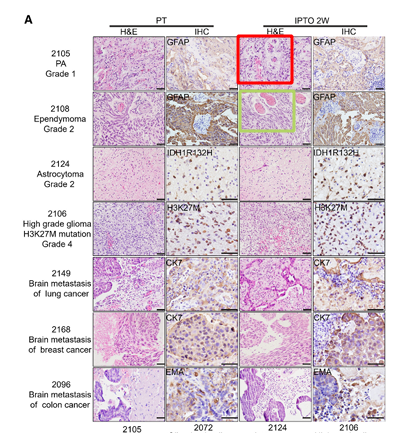 A
PT IPTO 2W
H&E IHC H&E IHC
2105
PA
Grade 1
GFAP GFAP
2108
Ependymoma
Grade 2
GFAP GFAP
2124
Astrocytoma
Grade 2
IDH1R132H IDH1R132H
2106
High grade glioma
H3K27M mutation
Grade 4
H3K27M H3K27M
2149
Brain metastasis
of lung cancer
CK7 CK7
2168
Brain metastasis
of breast cancer
CK7 CK7
2096
Brain metastasis
of colon cancer
EMA EMA
2105 2072 2124 2106